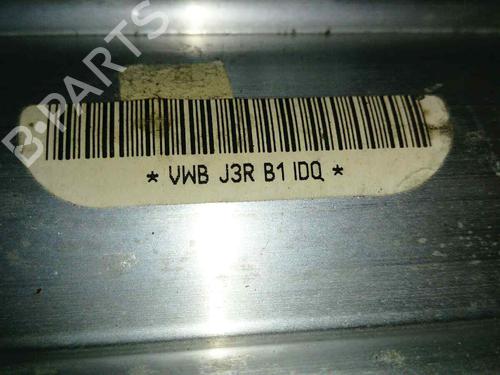 B-PARTS
* VWB J3R B1 IDQ *